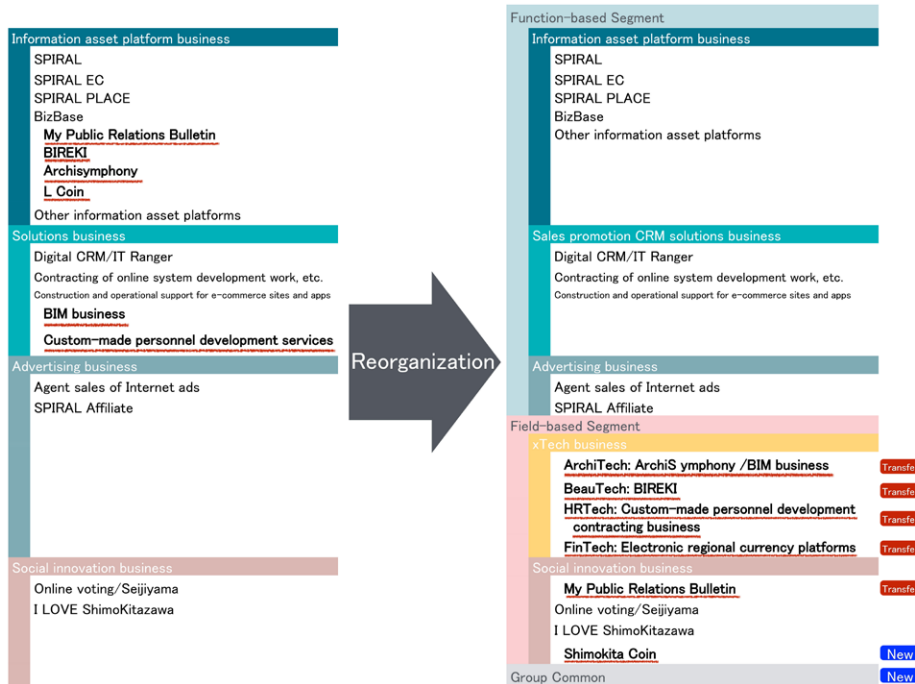 Information asset platform business
SPIRAL
SPIRAL EC
SPIRAL PLACE
BizBase
My Public Relations Bulletin
BIREKI
Archisymphony
L Coin
Other information asset platforms
Solutions business
Digital CRM/IT Ranger
Contracting of online system development work, etc.
Construction and operational support for e-commerce sites and apps
BIM business
Custom-made personnel development services
Advertising business
Agent sales of Internet ads
SPIRAL Affiliate
Social innovation business
Online voting/Seijiyama
I LOVE ShimoKitazawa
Reorganization
Function-based Segment
Information asset platform business
SPIRAL
SPIRAL EC
SPIRAL PLACE
BizBase
Other information asset platforms
Sales promotion CRM solutions business
Digital CRM/IT Ranger
Contracting of online system development work, etc.
Construction and operational support for e-commerce sites and apps
Advertising business
Agent sales of Internet ads
SPIRAL Affiliate
Field-based Segment
xTech business
ArchiTech: ArchiS ymphony /BIM business Transfe
BeauTech: BIREKI Transfe
HRTech: Custom-made personnel development
contracting business Transfe
FinTech: Electronic regional currency platforms Transfe
Social innovation business
My Public Relations Bulletin Transfe
Online voting/Seijiyama
I LOVE ShimoKitazawa
Shimokita Coin New
Group Common New